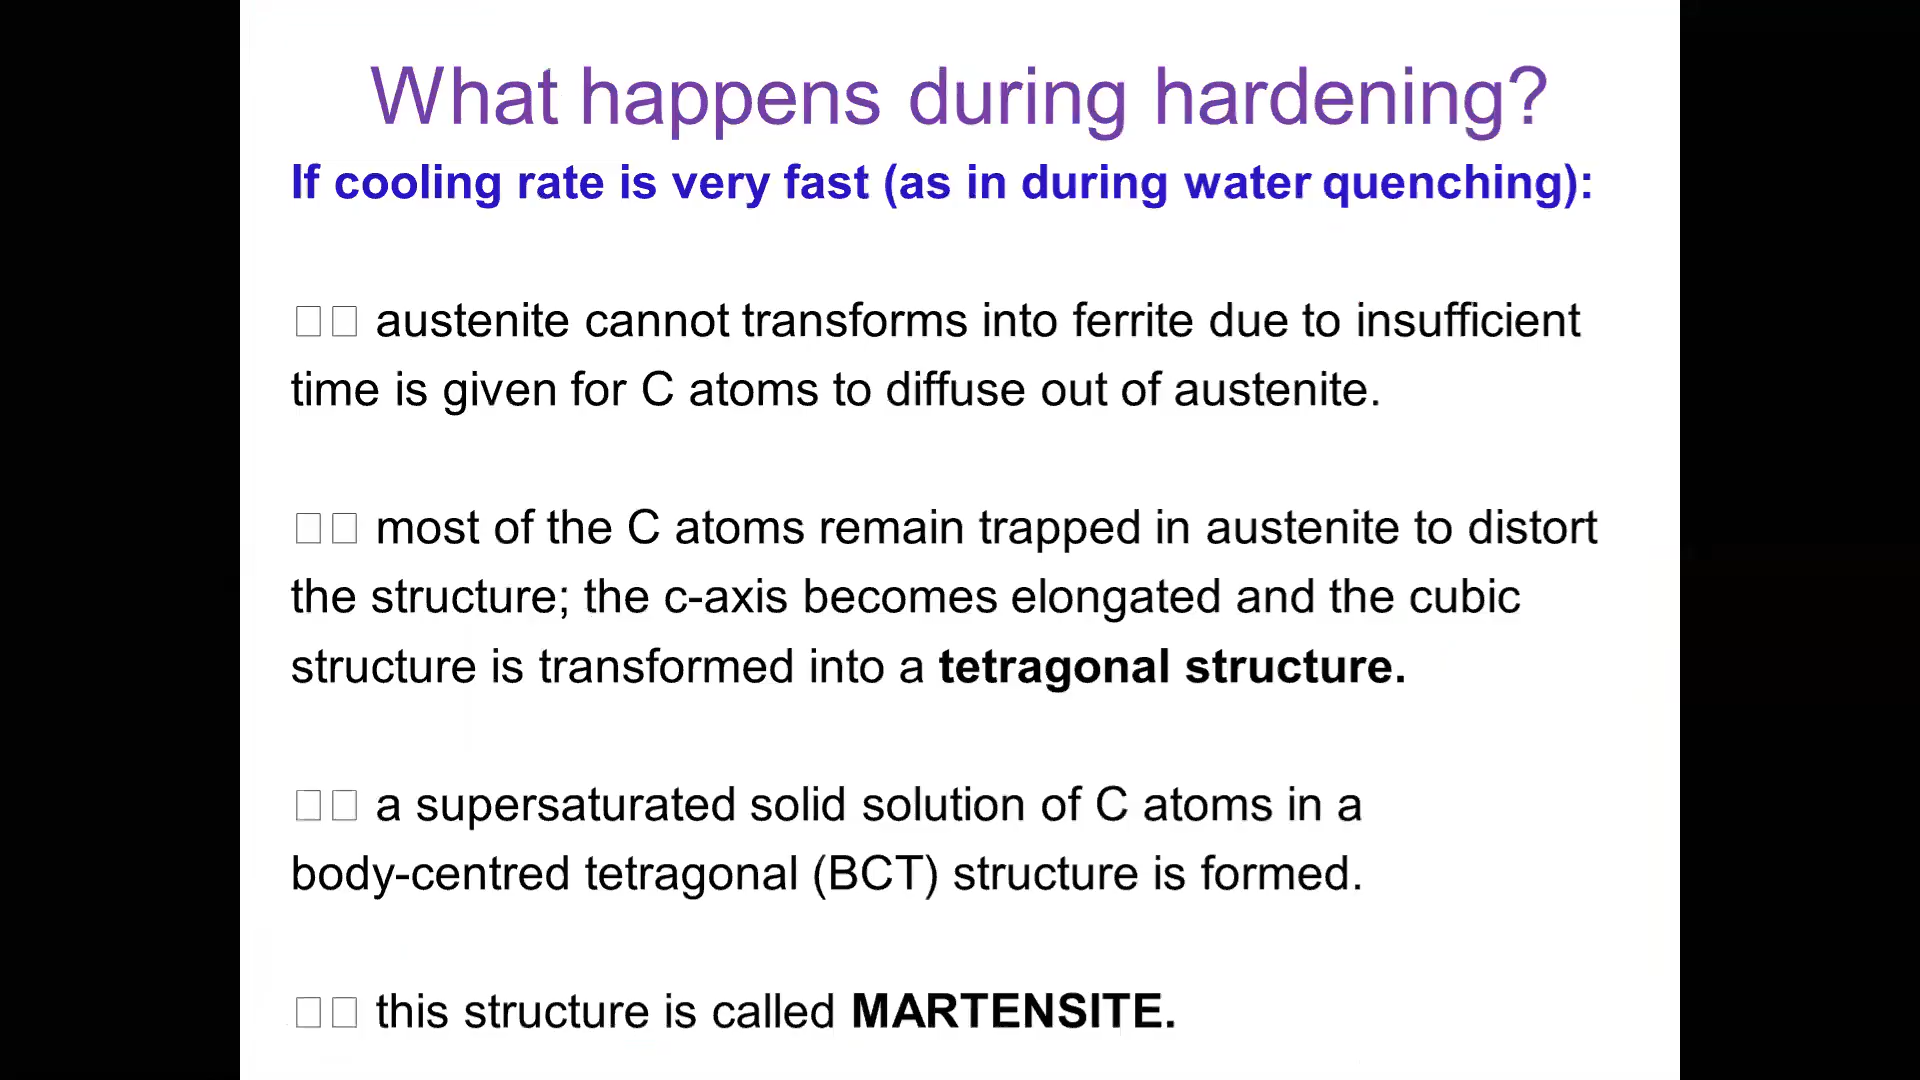 What happens during hardening?
If cooling rate is very fast (as in during water quenching):
□□ austenite cannot transforms into ferrite due to insufficient
time is given for C atoms to diffuse out of austenite.
□□ most of the C atoms remain trapped in austenite to distort
the structure; the c-axis becomes elongated and the cubic
structure is transformed into a tetragonal structure.
□□ a supersaturated solid solution of C atoms in a
body-centred tetragonal (BCT) structure is formed.
□□ this structure is called MARTENSITE.